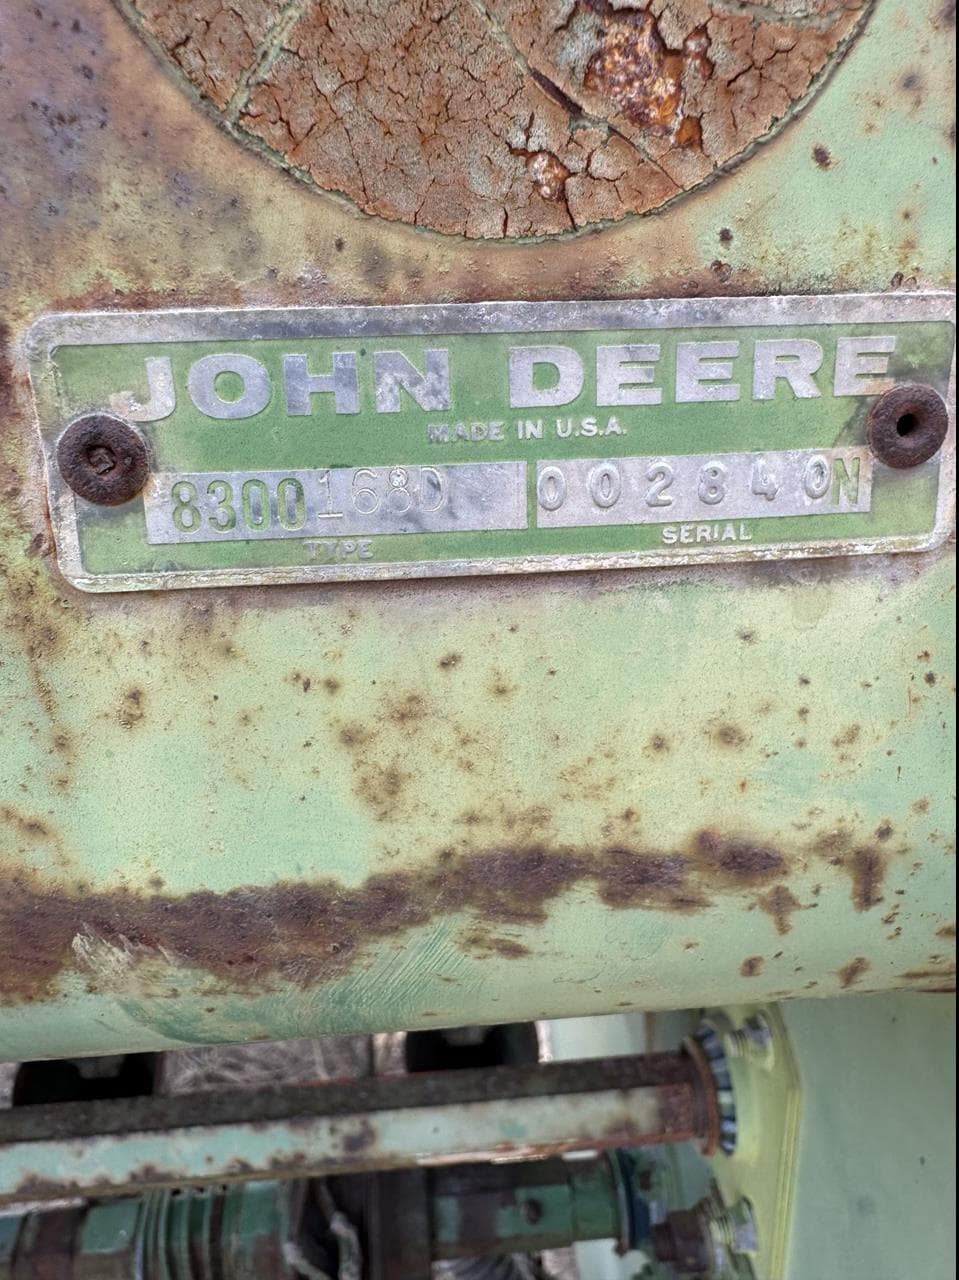 JOHN DEERE
MADE IN U.S.A.
8300 168D 002840N
TYPE SERIAL